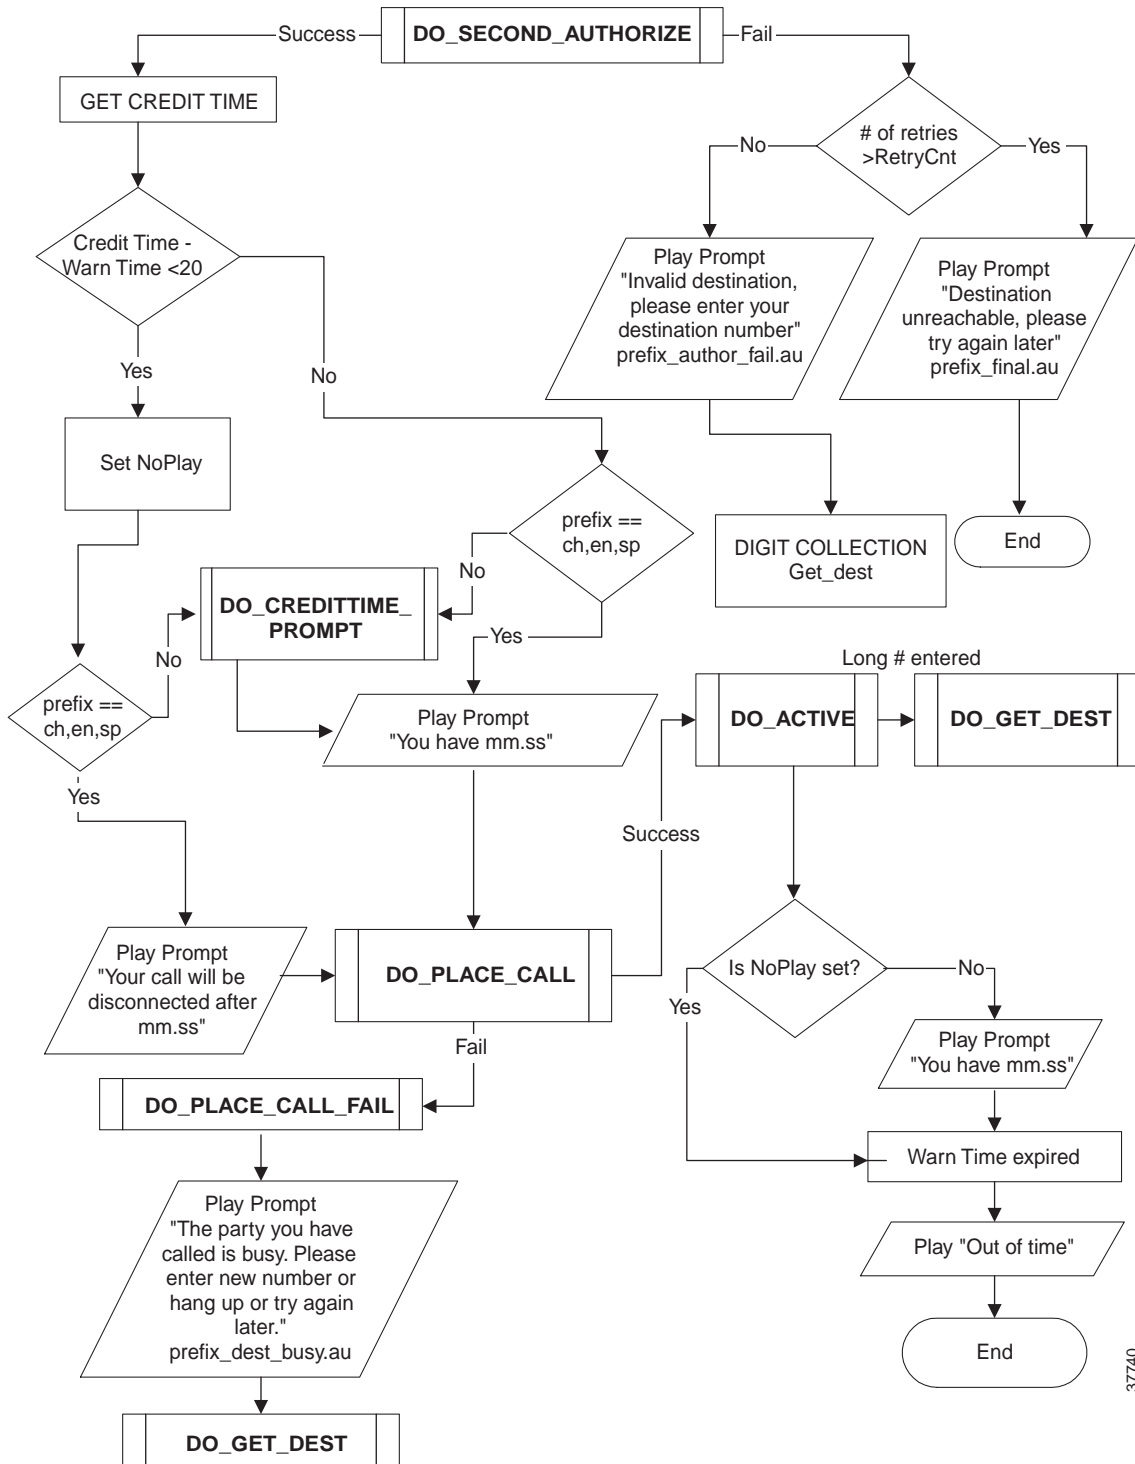 Success
DO_SECOND_AUTHORIZE
Fail
GET CREDIT TIME
# of retries
>RetryCnt
No
Yes
Credit Time -
Warn Time <20
Play Prompt
"Invalid destination,
please enter your
destination number"
prefix_author_fail.au
Play Prompt
"Destination
unreachable, please
try again later"
prefix_final.au
Yes
No
Set NoPlay
prefix ==
ch,en,sp
DIGIT COLLECTION
Get_dest
End
No
DO_CREDITTIME_
PROMPT
Yes
No
Long # entered
prefix ==
ch,en,sp
Play Prompt
"You have mm.ss"
DO_ACTIVE
DO_GET_DEST
Yes
Success
Play Prompt
"Your call will be
disconnected after
mm.ss"
DO_PLACE_CALL
Is NoPlay set?
No
Yes
Fail
Play Prompt
"You have mm.ss"
DO_PLACE_CALL_FAIL
Warn Time expired
Play Prompt
"The party you have
called is busy. Please
enter new number or
hang up or try again
later."
prefix_dest_busy.au
Play "Out of time"
End
37740
DO_GET_DEST